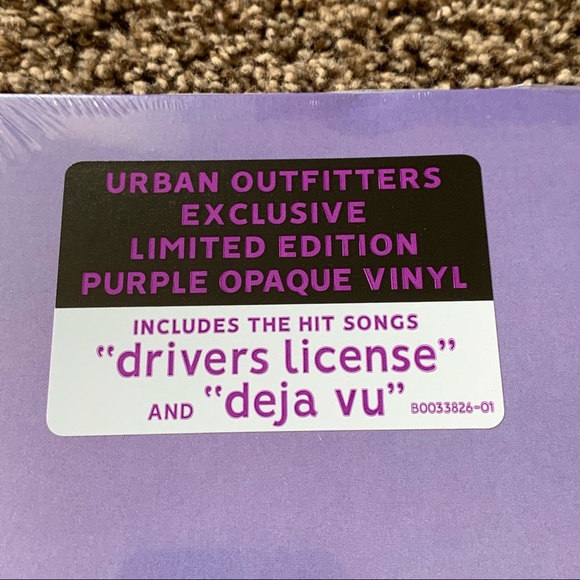 URBAN OUTFITTERS
EXCLUSIVE
LIMITED EDITION
PURPLE OPAQUE VINYL
INCLUDES THE HIT SONGS
“drivers license”
AND “deja vu” B0033826-01